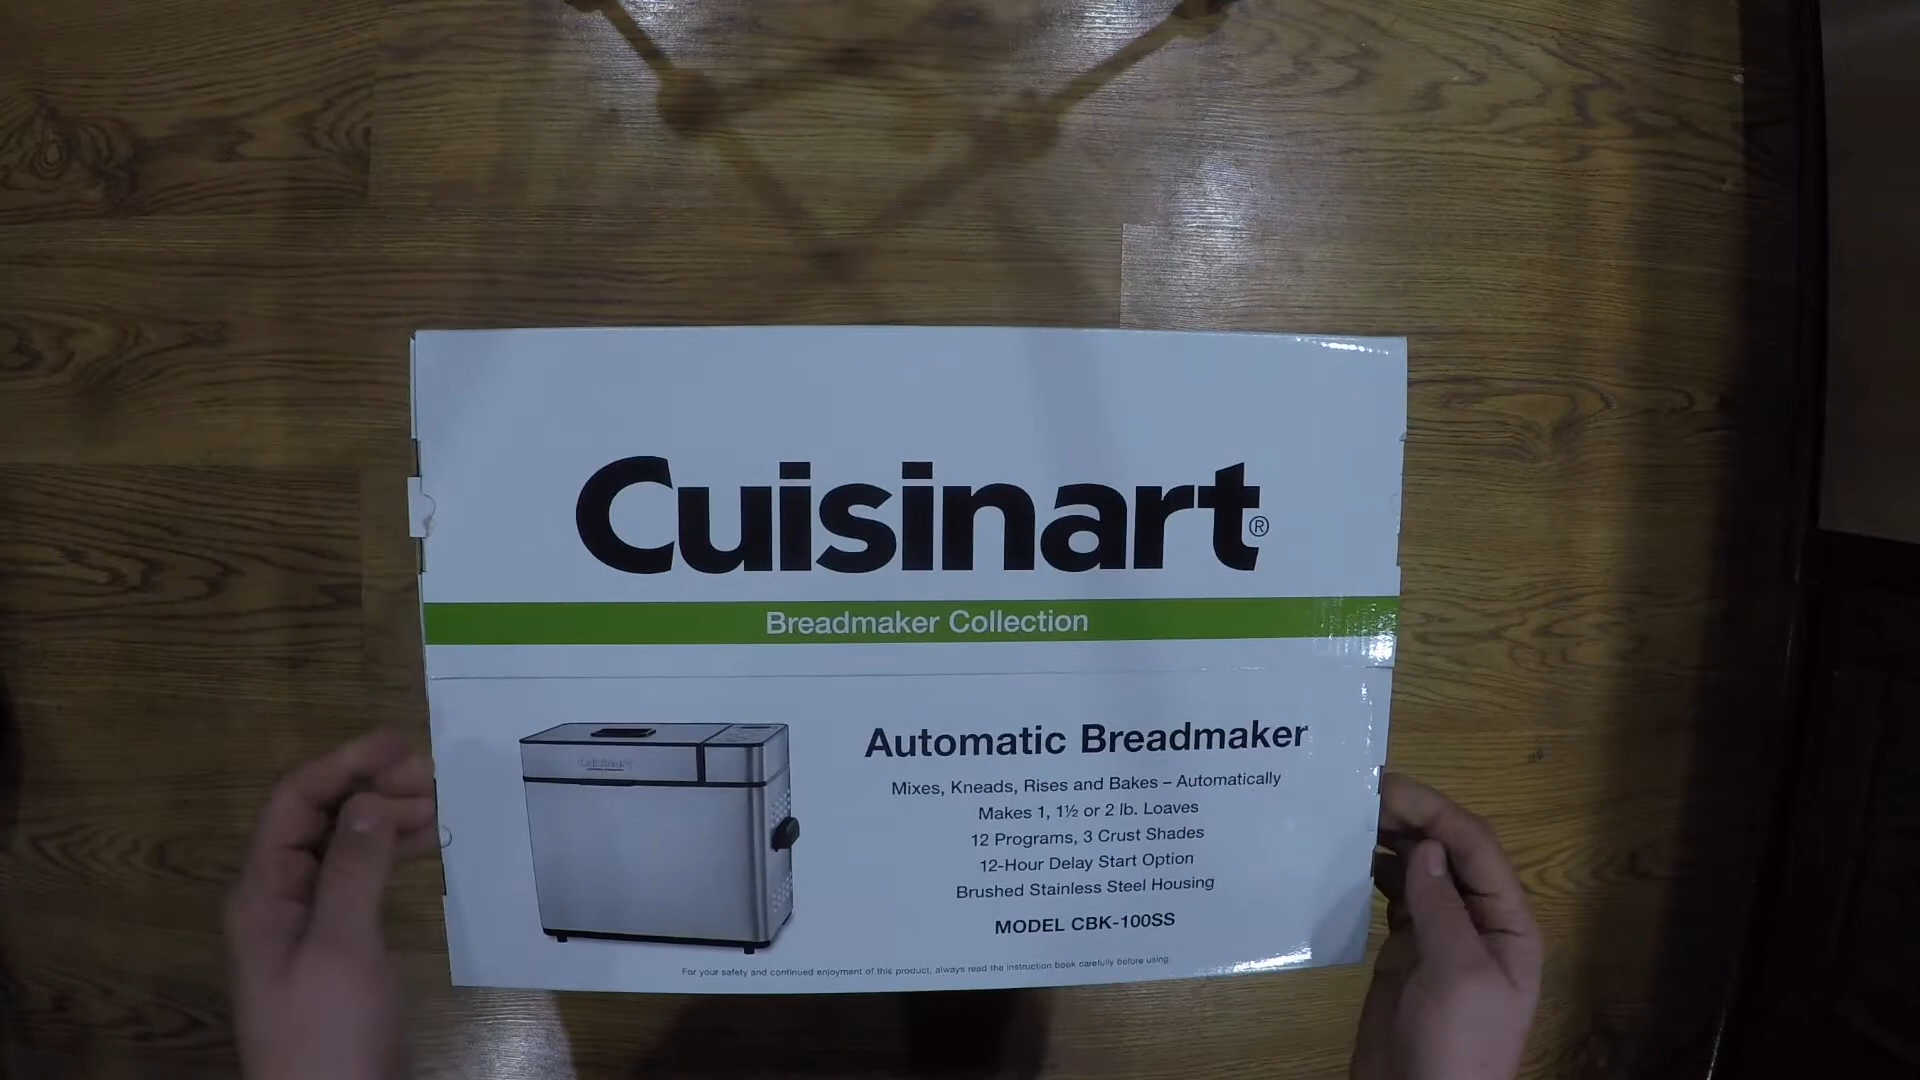 Cuisinart®
Breadmaker Collection
Automatic Breadmaker
Mixes, Kneads, Rises and Bakes – Automatically
Makes 1, 1½ or 2 lb. Loaves
12 Programs, 3 Crust Shades
12-Hour Delay Start Option
Brushed Stainless Steel Housing
MODEL CBK-100SS
Cuisinart
For your safety and continued enjoyment of this product, always read the instruction book carefully before using.